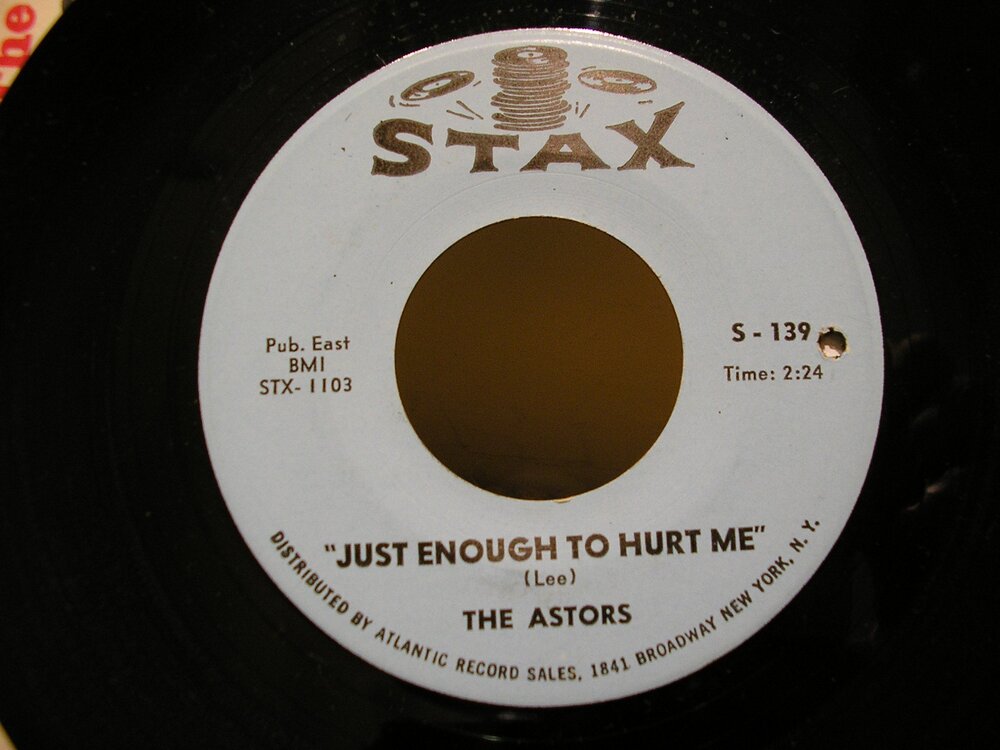 the
STAX
Pub. East
BMI
STX- 1103
S - 139
Time: 2:24
"JUST ENOUGH TO HURT ME"
(Lee)
THE ASTORS
DISTRIBUTED BY ATLANTIC RECORD SALES, 1841 BROADWAY NEW YORK, N. Y.